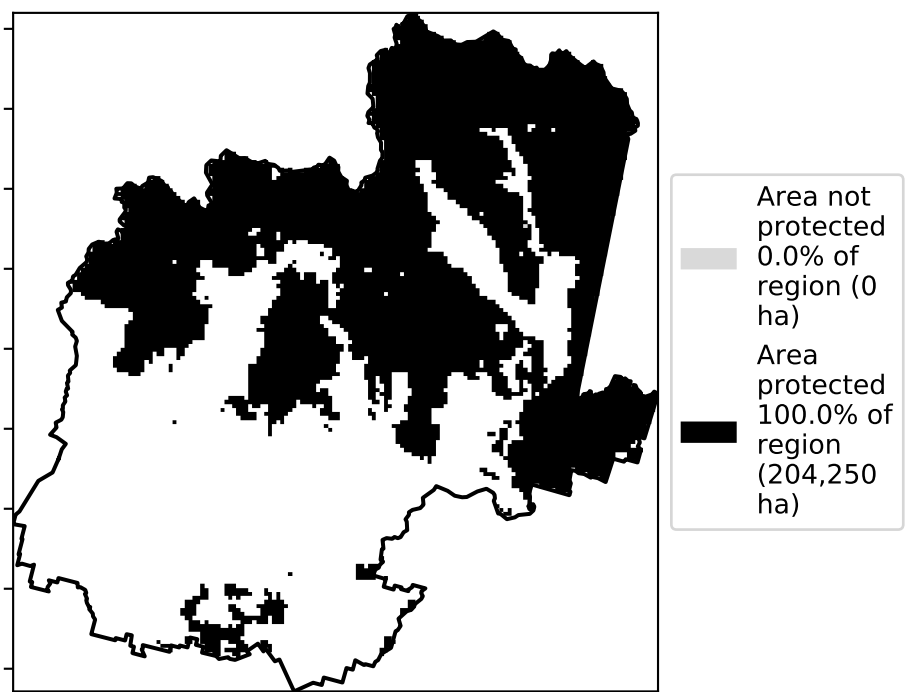 Area not
protected
0.0% of
region (0
ha)
Area
protected
100.0% of
region
(204,250
ha)